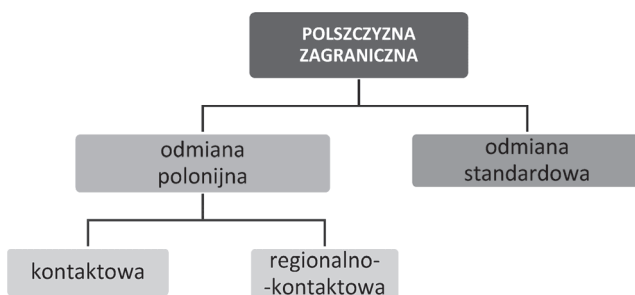 POLSZCZYZNA
ZAGRANICZNA
odmiana
polonijna
odmiana
standardowa
kontaktowa
regionalno-
-kontaktowa